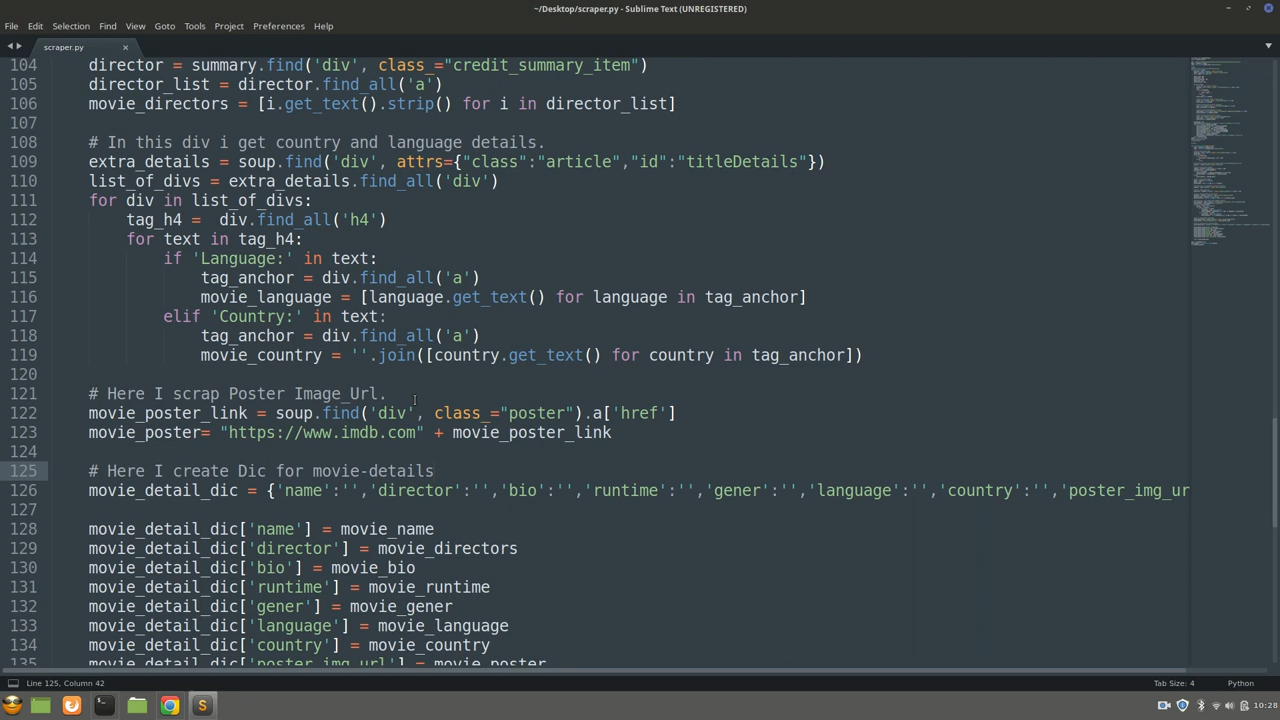 ~/Desktop/scraper.py - Sublime Text (UNREGISTERED)
File Edit Selection Find View Goto Tools Project Preferences Help
scraper.py
104 director = summary.find('div', class_="credit_summary_item")
105 director_list = director.find_all('a')
106 movie_directors = [i.get_text().strip() for i in director_list]
107
108 # In this div i get country and language details.
109 extra_details = soup.find('div', attrs={"class":"article","id":"titleDetails"})
110 list_of_divs = extra_details.find_all('div')
111 for div in list_of_divs:
112 tag_h4 =  div.find_all('h4')
113 for text in tag_h4:
114 if 'Language:' in text:
115 tag_anchor = div.find_all('a')
116 movie_language = [language.get_text() for language in tag_anchor]
117 elif 'Country:' in text:
118 tag_anchor = div.find_all('a')
119 movie_country = ''.join([country.get_text() for country in tag_anchor])
120
121 # Here I scrap Poster Image_Url.
122 movie_poster_link = soup.find('div', class_="poster").a['href']
123 movie_poster= "https://www.imdb.com" + movie_poster_link
124
125 # Here I create Dic for movie-details
126 movie_detail_dic = {'name':'','director':'','bio':'','runtime':'','gener':'','language':'','country':'','poster_img_ur
127
128 movie_detail_dic['name'] = movie_name
129 movie_detail_dic['director'] = movie_directors
130 movie_detail_dic['bio'] = movie_bio
131 movie_detail_dic['runtime'] = movie_runtime
132 movie_detail_dic['gener'] = movie_gener
133 movie_detail_dic['language'] = movie_language
134 movie_detail_dic['country'] = movie_country
135 movie_detail_dic['poster_img_url'] = movie_poster
Line 125, Column 42 Tab Size: 4 Python
10:28